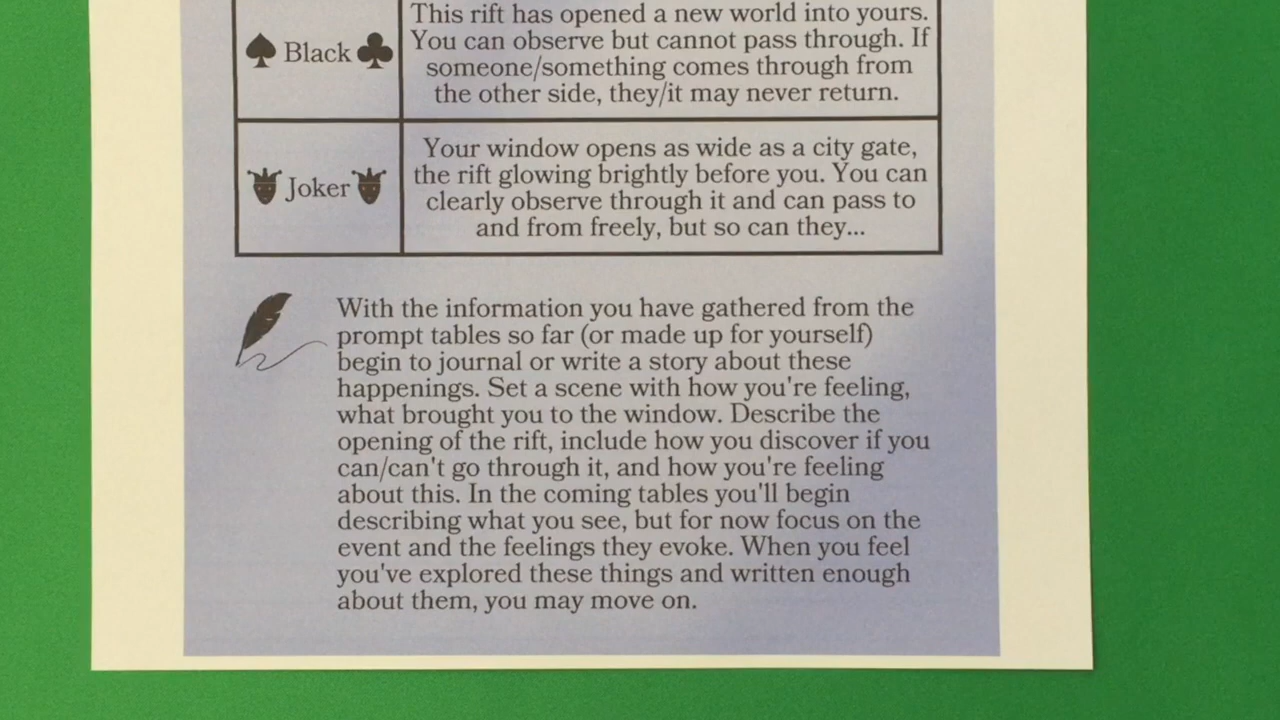 This rift has opened a new world into yours.
♠ Black ♣
You can observe but cannot pass through. If
someone/something comes through from
the other side, they/it may never return.
Joker
Your window opens as wide as a city gate,
the rift glowing brightly before you. You can
clearly observe through it and can pass to
and from freely, but so can they...
With the information you have gathered from the
prompt tables so far (or made up for yourself)
begin to journal or write a story about these
happenings. Set a scene with how you're feeling,
what brought you to the window. Describe the
opening of the rift, include how you discover if you
can/can't go through it, and how you're feeling
about this. In the coming tables you'll begin
describing what you see, but for now focus on the
event and the feelings they evoke. When you feel
you've explored these things and written enough
about them, you may move on.